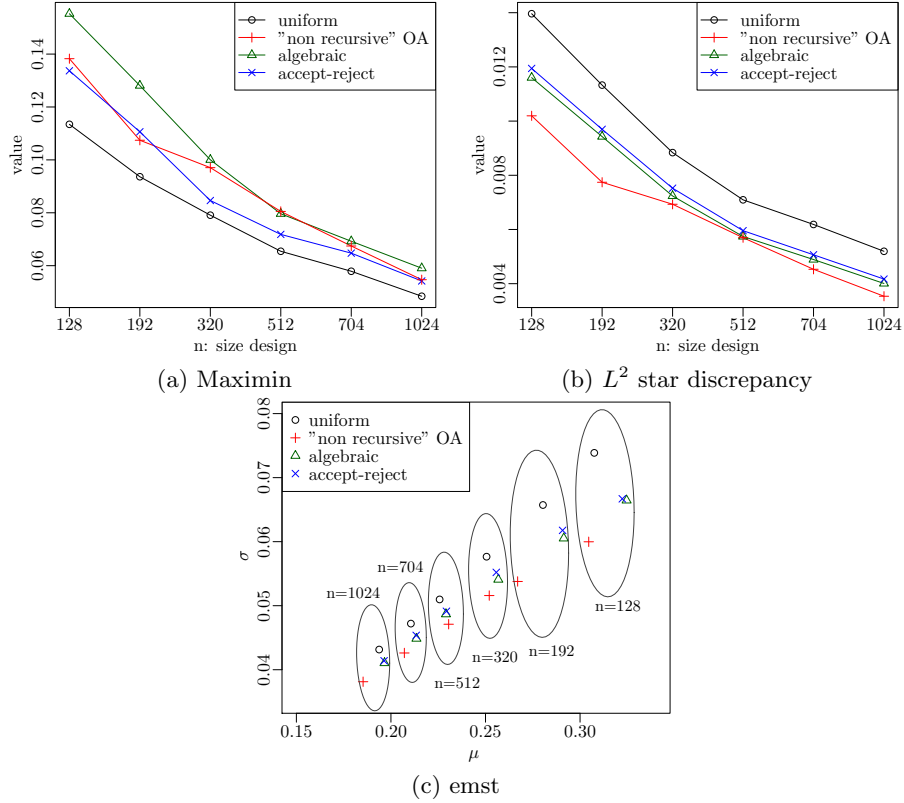 uniform
"non recursive" OA
algebraic
accept-reject
value
0.14
0.12
0.10
0.08
0.06
128 192 320 512 704 1024
n: size design
(a) Maximin
uniform
"non recursive" OA
algebraic
accept-reject
value
0.012
0.008
0.004
128 192 320 512 704 1024
n: size design
(b) L² star discrepancy
uniform
"non recursive" OA
algebraic
accept-reject
σ
0.08
0.07
0.06
0.05
0.04
n=1024
n=704
n=512
n=320
n=192
n=128
0.15 0.20 0.25 0.30
μ
(c) emst